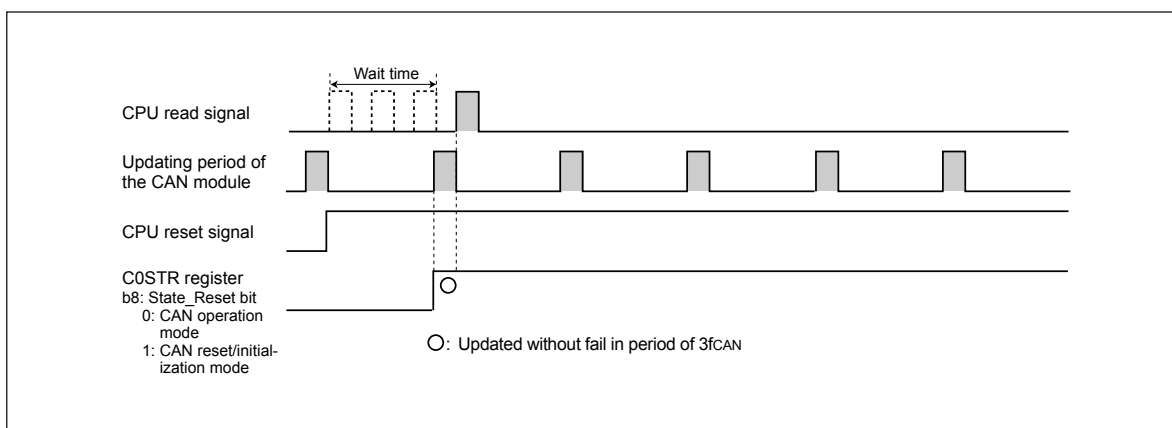 Wait time
CPU read signal
Updating period of
the CAN module
CPU reset signal
C0STR register
b8: State_Reset bit
0: CAN operation
mode
1: CAN reset/initial-
ization mode
: Updated without fail in period of 3fCAN